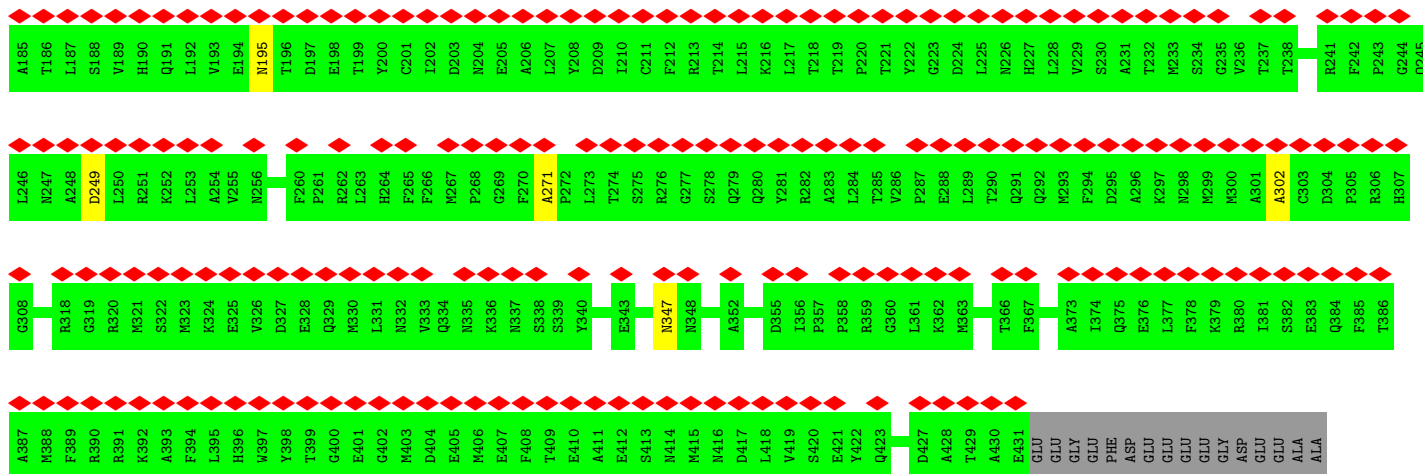 A185 T186 L187 S188 V189 H190 Q191 L192 V193 E194 N195 T196 D197 E198 T199 Y200 C201 I202 D203 N204 E205 A206 L207 Y208 D209 I210 C211 F212 R213 T214 L215 K216 L217 T218 T219 P220 T221 Y222 G223 D224 L225 N226 H227 L228 V229 S230 A231 T232 M233 S234 G235 V236 T237 T238 R241 F242 P243 G244 Q245
L246 N247 A248 D249 L250 R251 K252 L253 A254 V255 N256 F260 P261 R262 L263 H264 F265 F266 M267 P268 G269 F270 A271 P272 L273 T274 S275 R276 G277 S278 Q279 Q280 Y281 R282 A283 L284 T285 V286 P287 E288 L289 T290 Q291 Q292 M293 F294 D295 A296 K297 N298 M299 M300 A301 A302 C303 D304 P305 R306 H307
G308 R318 G319 R320 M321 S322 M323 K324 E325 V326 D327 E328 Q329 M330 L331 N332 V333 Q334 N335 K336 N337 S338 S339 Y340 E343 N347 N348 A352 D355 I356 P357 P358 R359 G360 L361 K362 M363 T366 F367 A373 I374 Q375 E376 L377 F378 K379 R380 I381 S382 E383 Q384 F385 T386
A387 M388 F389 R390 R391 K392 A393 F394 L395 H396 W397 Y398 T399 G400 E401 G402 M403 D404 E405 M406 E407 F408 T409 E410 A411 E412 S413 N414 M415 N416 D417 L418 V419 S420 E421 Y422 Q423 D427 A428 T429 A430 E431 GLU GLU GLY GLU PHE ASP GLU GLU GLU GLU GLY ASP GLU GLU ALA ALA